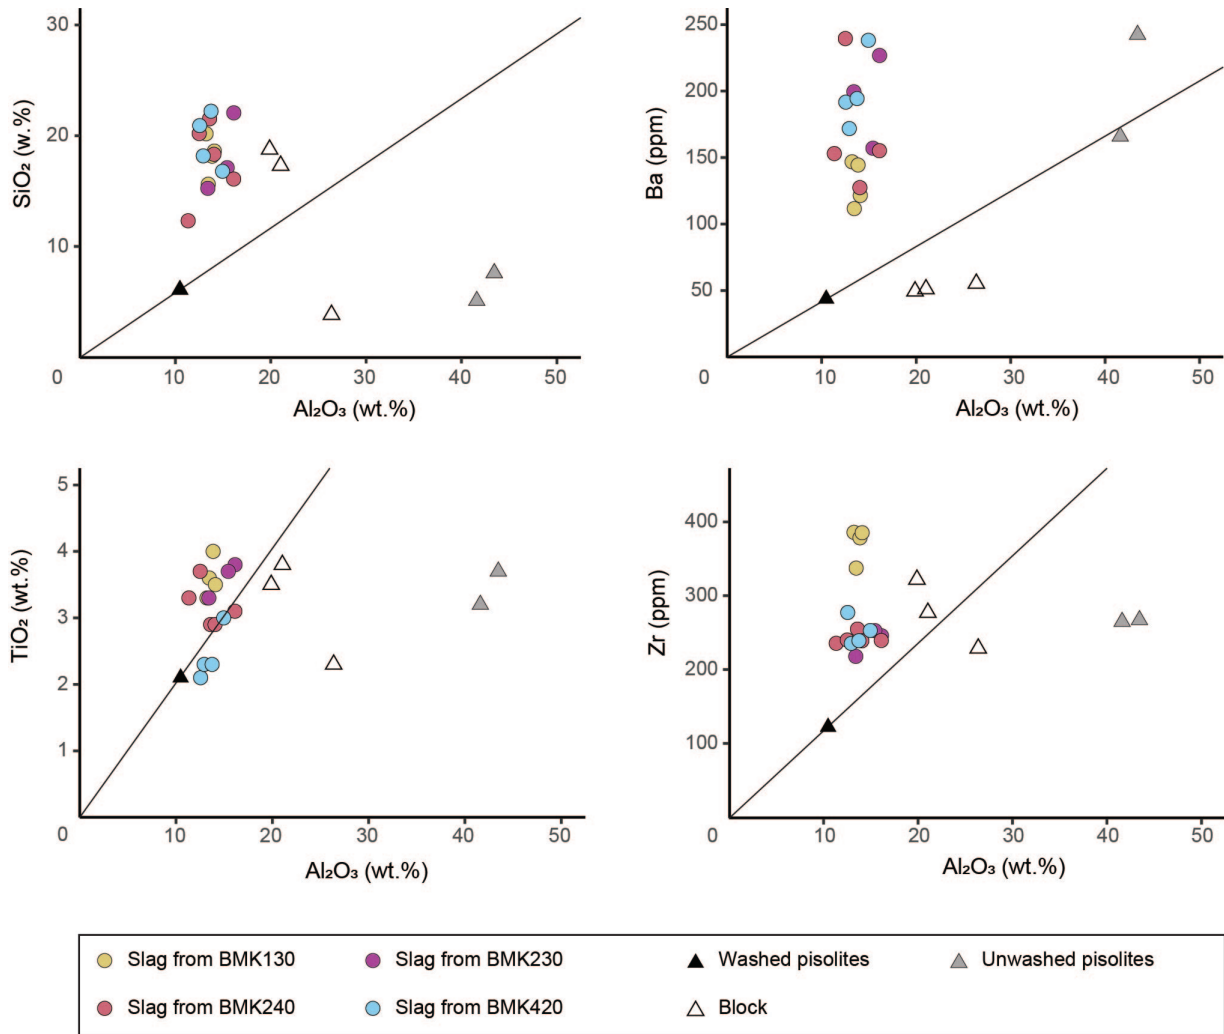 30
20
10
0
10
20
30
40
50
SiO₂ (w.%)
Al₂O₃ (wt.%)
250
200
150
100
50
0
10
20
30
40
50
Ba (ppm)
Al₂O₃ (wt.%)
5
4
3
2
1
0
10
20
30
40
50
TiO₂ (wt.%)
Al₂O₃ (wt.%)
400
300
200
100
0
10
20
30
40
50
Zr (ppm)
Al₂O₃ (wt.%)
Slag from BMK130
Slag from BMK230
Washed pisolites
Unwashed pisolites
Slag from BMK240
Slag from BMK420
Block